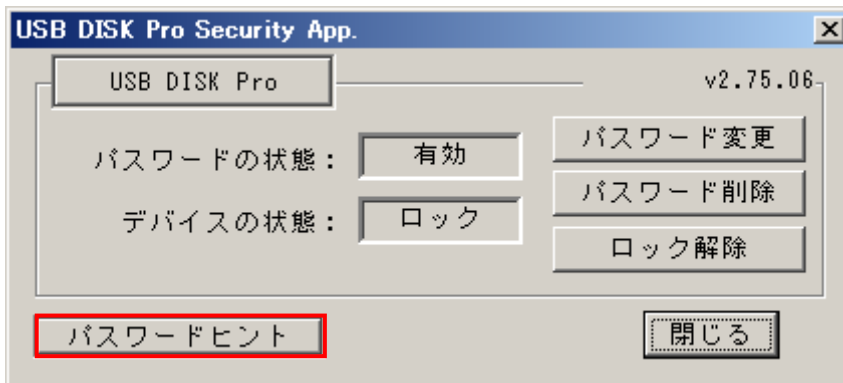 USB DISK Pro Security App.
USB DISK Pro
v2.75.06
パスワードの状態：
有効
パスワード変更
パスワード削除
デバイスの状態：
ロック
ロック解除
パスワードヒント
閉じる